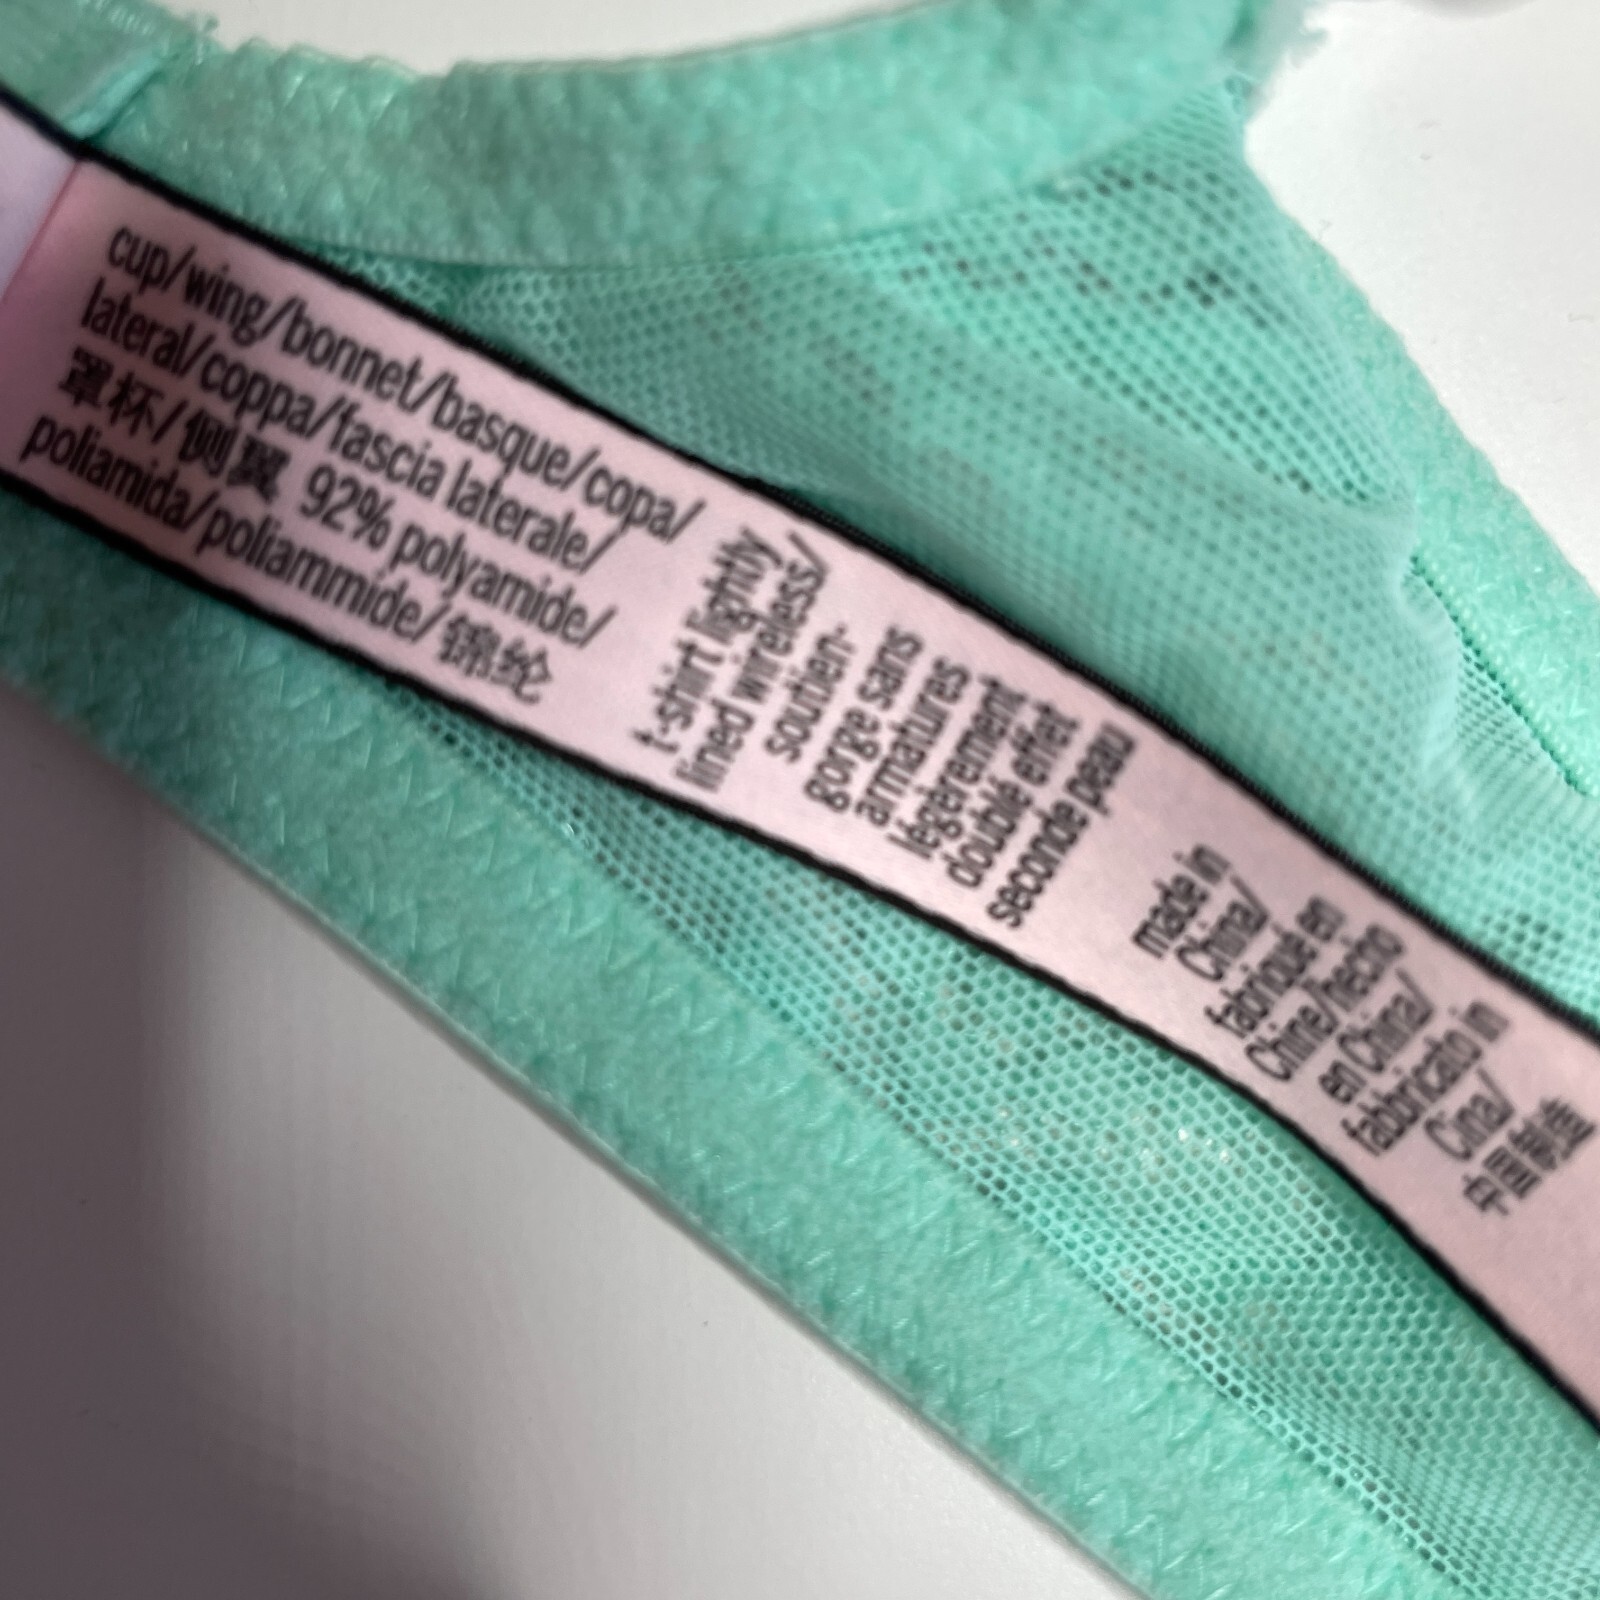 cup/wing/bonnet/basque/copa/
lateral/coppa/fascia laterale/
罩杯/侧翼 92% polyamide/
poliamida/poliammide/锦纶
t-shirt lightly
lined wireless/
soutien-
gorge sans
armatures
légèrement
doublé effet
seconde peau
made in
China/
fabriqué en
Chine/hecho
en China/
fabricato in
Cina/
中国制造